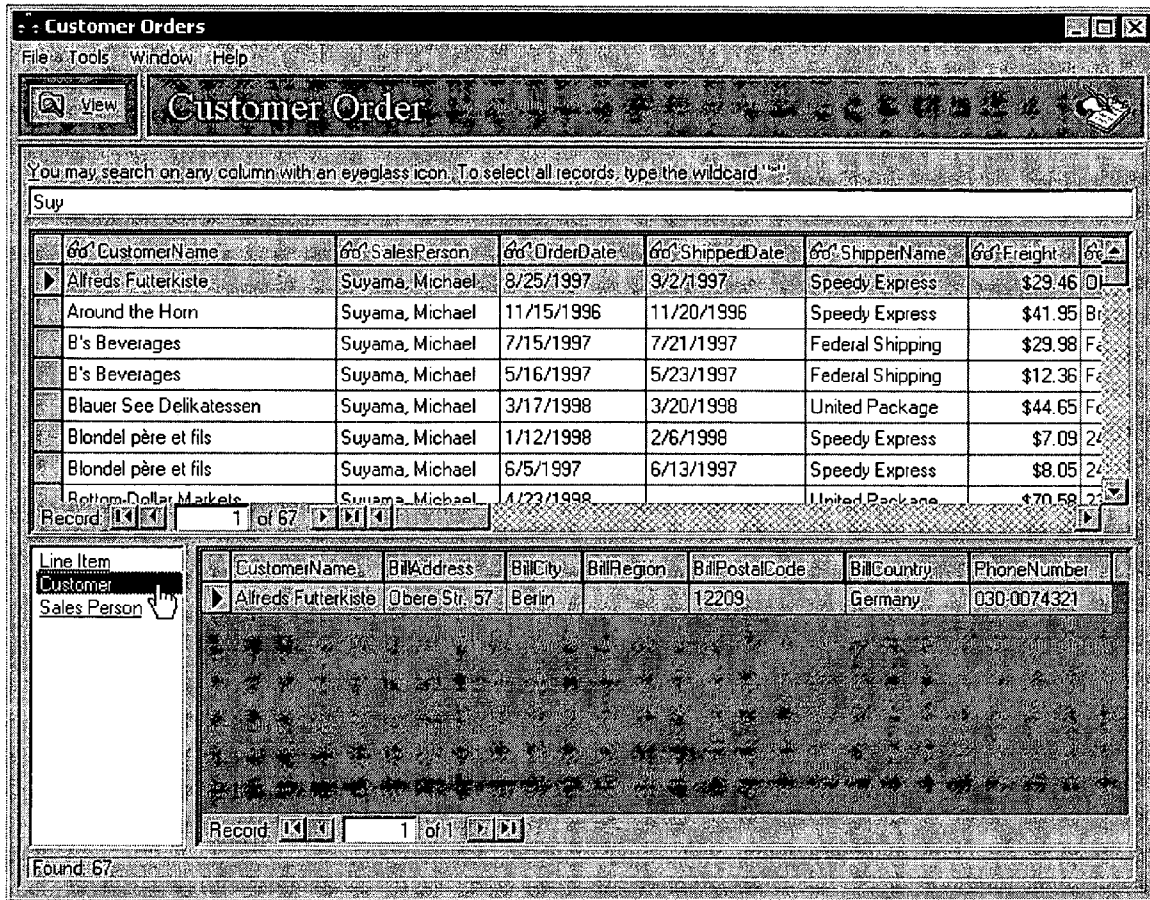 Customer Orders
File Tools Window Help
View
Customer Order
You may search on any column with an eyeglass icon. To select all records, type the wildcard "*".
Suy
CustomerName SalesPerson OrderDate ShippedDate ShipperName Freight
Alfreds Futterkiste Suyama, Michael 8/25/1997 9/2/1997 Speedy Express $29.46
Around the Horn Suyama, Michael 11/15/1996 11/20/1996 Speedy Express $41.95 Br
B's Beverages Suyama, Michael 7/15/1997 7/21/1997 Federal Shipping $29.98 Fa
B's Beverages Suyama, Michael 5/16/1997 5/23/1997 Federal Shipping $12.36 Fa
Blauer See Delikatessen Suyama, Michael 3/17/1998 3/20/1998 United Package $44.65 Fo
Blondel père et fils Suyama, Michael 1/12/1998 2/6/1998 Speedy Express $7.09 24
Blondel père et fils Suyama, Michael 6/5/1997 6/13/1997 Speedy Express $8.05 24
Bottom-Dollar Markets Suyama, Michael 4/23/1998 United Package $70.58 23
Record: 1 of 67
Line Item
Customer
Sales Person
CustomerName BillAddress BillCity BillRegion BillPostalCode BillCountry PhoneNumber
Alfreds Futterkiste Obere Str. 57 Berlin 12209 Germany 030-0074321
Record: 1 of 1
Found: 67